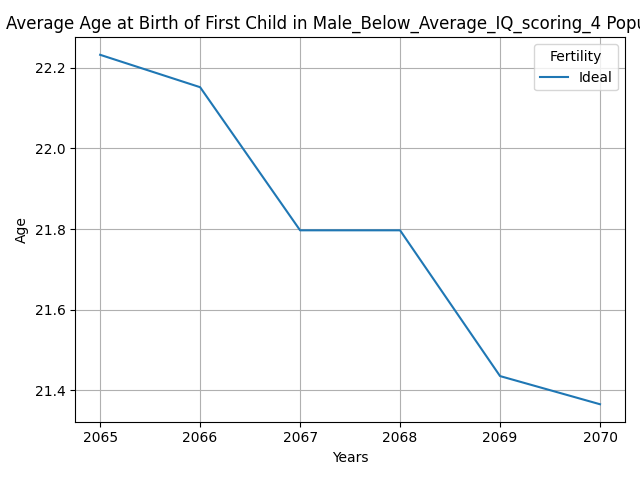 Average Age at Birth of First Child in Male_Below_Average_IQ_scoring_4 Popu
Fertility
Ideal
22.2
22.0
21.8
21.6
21.4
Age
2065 2066 2067 2068 2069 2070
Years